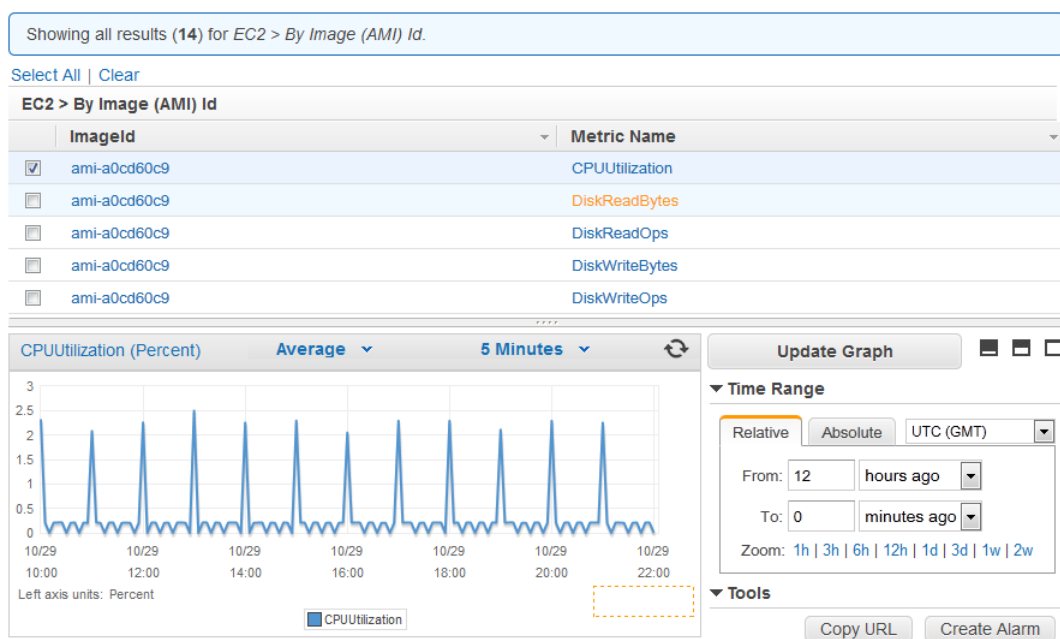 Showing all results (14) for EC2 > By Image (AMI) Id.
Select All | Clear
EC2 > By Image (AMI) Id
ImageId Metric Name
ami-a0cd60c9 CPUUtilization
ami-a0cd60c9 DiskReadBytes
ami-a0cd60c9 DiskReadOps
ami-a0cd60c9 DiskWriteBytes
ami-a0cd60c9 DiskWriteOps
CPUUtilization (Percent) Average 5 Minutes
3
2.5
2
1.5
1
0.5
0
10/29 10/29 10/29 10/29 10/29 10/29 10/29
10:00 12:00 14:00 16:00 18:00 20:00 22:00
Left axis units: Percent
CPUUtilization
Update Graph
Time Range
Relative Absolute UTC (GMT)
From: 12 hours ago
To: 0 minutes ago
Zoom: 1h | 3h | 6h | 12h | 1d | 3d | 1w | 2w
Tools
Copy URL Create Alarm